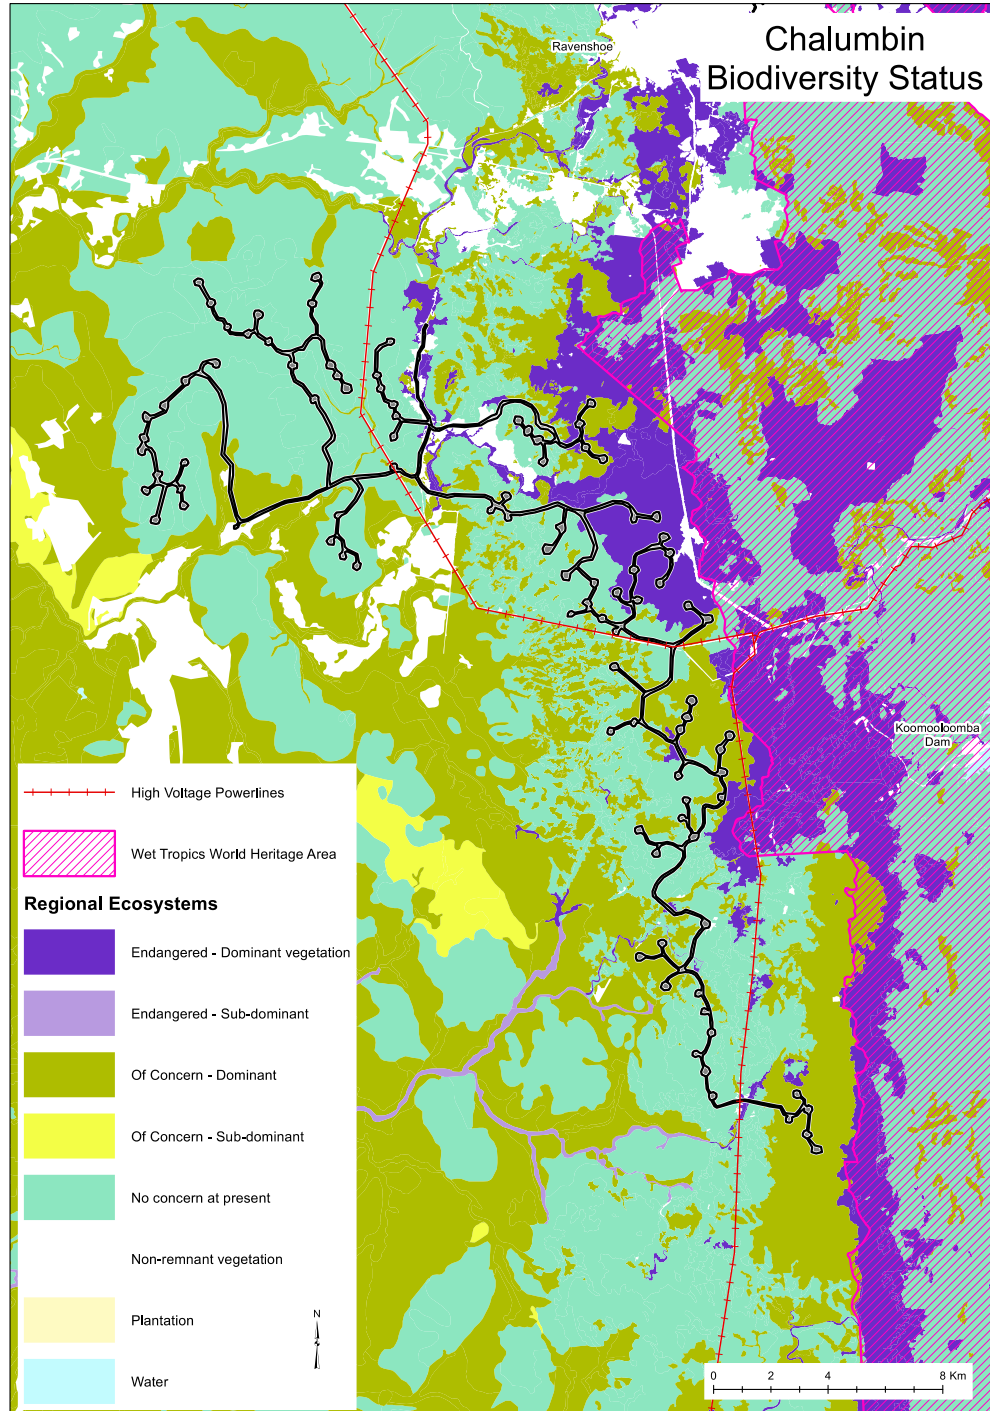 Chalumbin
Biodiversity Status
Ravenshoe
Koomooloomba
Dam
High Voltage Powerlines
Wet Tropics World Heritage Area
Regional Ecosystems
Endangered - Dominant vegetation
Endangered - Sub-dominant
Of Concern - Dominant
Of Concern - Sub-dominant
No concern at present
Non-remnant vegetation
Plantation
Water
N
0 2 4 8 Km